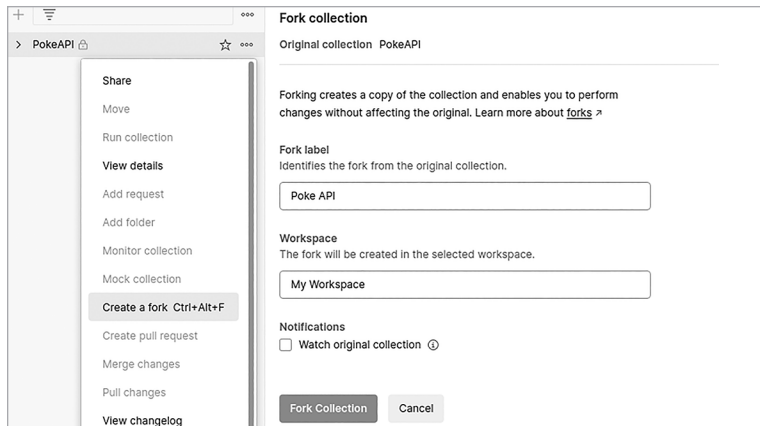 PokeAPI
Share
Move
Run collection
View details
Add request
Add folder
Monitor collection
Mock collection
Create a fork Ctrl+Alt+F
Create pull request
Merge changes
Pull changes
View changelog
Fork collection
Original collection PokeAPI
Forking creates a copy of the collection and enables you to perform
changes without affecting the original. Learn more about forks ↗
Fork label
Identifies the fork from the original collection.
Poke API
Workspace
The fork will be created in the selected workspace.
My Workspace
Notifications
Watch original collection
Fork Collection
Cancel